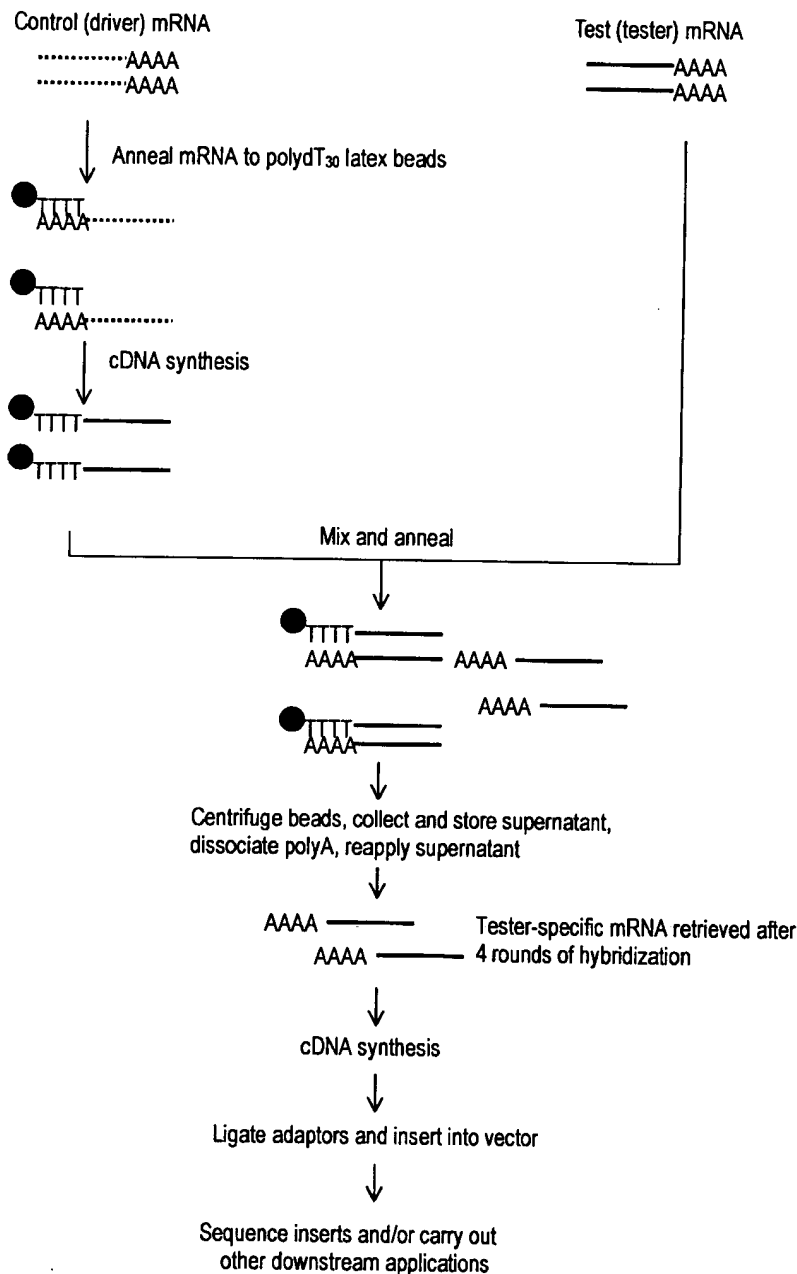 Control (driver) mRNA
AAAA
AAAA
Test (tester) mRNA
AAAA
AAAA
Anneal mRNA to polydT₃₀ latex beads
TTTT
AAAA
TTTT
AAAA
cDNA synthesis
TTTT
TTTT
Mix and anneal
TTTT
AAAA AAAA
AAAA
TTTT
AAAA
Centrifuge beads, collect and store supernatant,
dissociate polyA, reapply supernatant
AAAA
AAAA
Tester-specific mRNA retrieved after
4 rounds of hybridization
cDNA synthesis
Ligate adaptors and insert into vector
Sequence inserts and/or carry out
other downstream applications